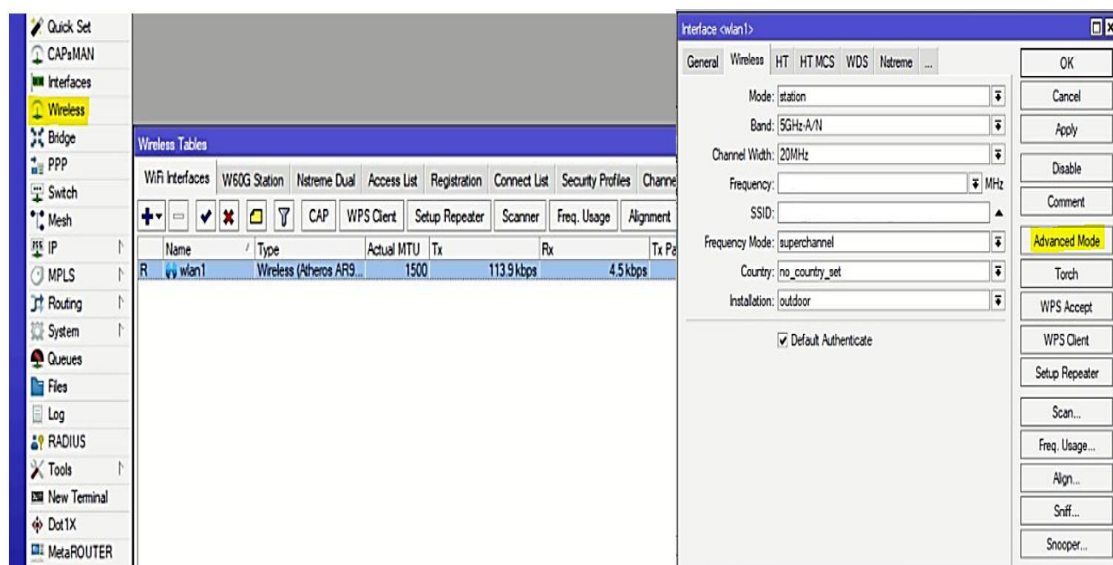 Quick Set
CAPsMAN
Interfaces
Wireless
Bridge
PPP
Switch
Mesh
IP
MPLS
Routing
System
Queues
Files
Log
RADIUS
Tools
New Terminal
Dot1X
MetaROUTER
Wireless Tables
WiFi Interfaces W60G Station Nstreme Dual Access List Registration Connect List Security Profiles Channe
CAP WPS Client Setup Repeater Scanner Freq. Usage Alignment
Name / Type Actual MTU Tx Rx Tx Pa
R wlan1 Wireless (Atheros AR9... 1500 113.9 kbps 4.5 kbps
Interface <wlan1>
General Wireless HT HT MCS WDS Nstreme ...
Mode: station
Band: 5GHz-A/N
Channel Width: 20MHz
Frequency: MHz
SSID:
Frequency Mode: superchannel
Country: no_country_set
Installation: outdoor
Default Authenticate
OK
Cancel
Apply
Disable
Comment
Advanced Mode
Torch
WPS Accept
WPS Client
Setup Repeater
Scan...
Freq. Usage...
Align...
Sniff...
Snooper...